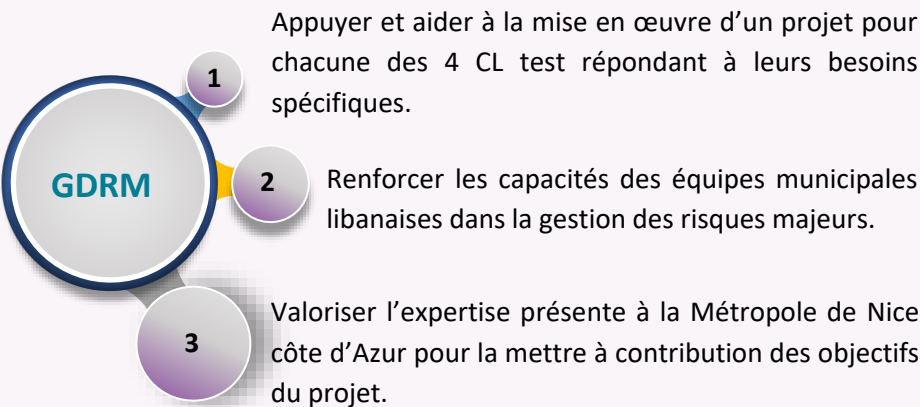 GDRM
1
Appuyer et aider à la mise en œuvre d’un projet pour
chacune des 4 CL test répondant à leurs besoins
spécifiques.
2
Renforcer les capacités des équipes municipales
libanaises dans la gestion des risques majeurs.
3
Valoriser l’expertise présente à la Métropole de Nice
côte d’Azur pour la mettre à contribution des objectifs
du projet.